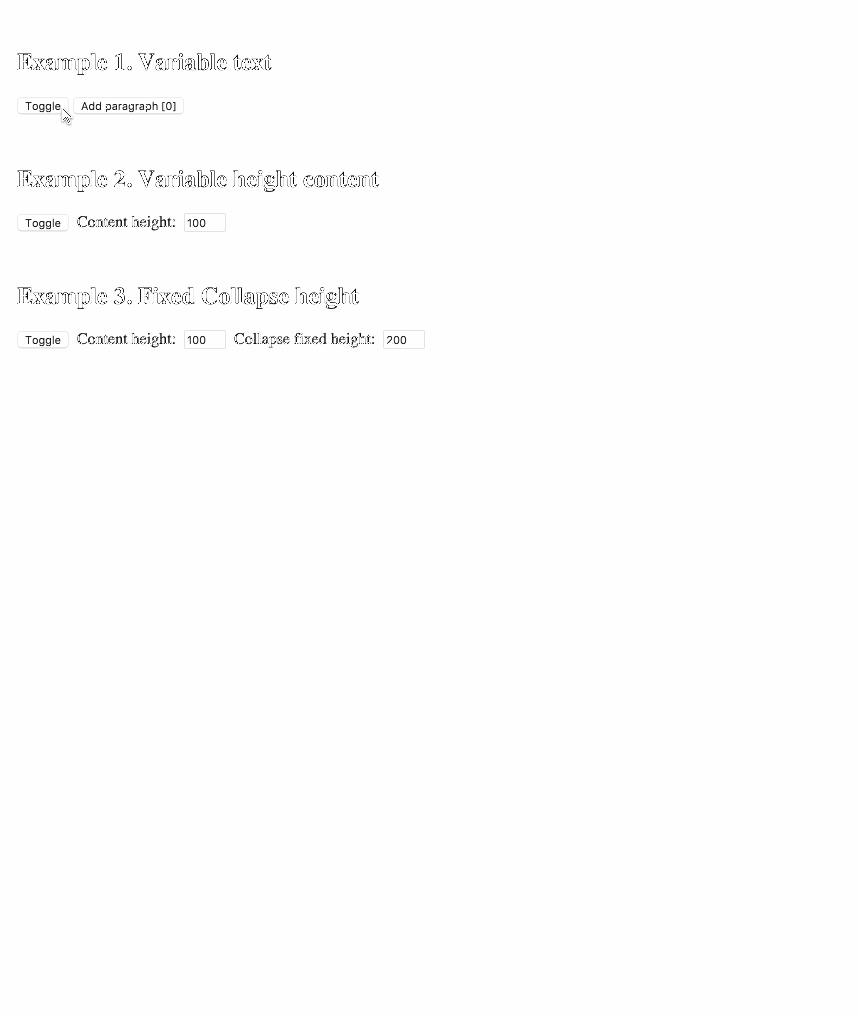 Example 1. Variable text
Toggle Add paragraph [0]
Example 2. Variable height content
Toggle Content height: 100
Example 3. Fixed Collapse height
Toggle Content height: 100 Collapse fixed height: 200